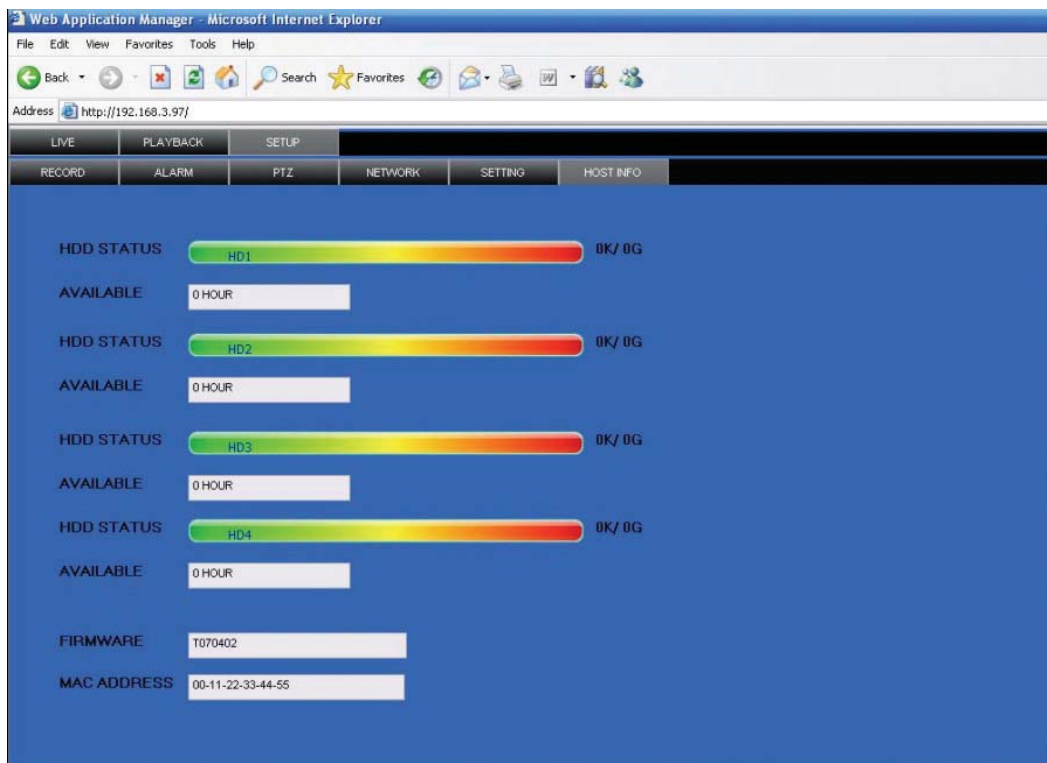 Web Application Manager - Microsoft Internet Explorer
File Edit View Favorites Tools Help
Back Search Favorites
Address http://192.168.3.97/
LIVE PLAYBACK SETUP
RECORD ALARM PTZ NETWORK SETTING HOST INFO
HDD STATUS HD1 0K/ 0G
AVAILABLE 0 HOUR
HDD STATUS HD2 0K/ 0G
AVAILABLE 0 HOUR
HDD STATUS HD3 0K/ 0G
AVAILABLE 0 HOUR
HDD STATUS HD4 0K/ 0G
AVAILABLE 0 HOUR
FIRMWARE T070402
MAC ADDRESS 00-11-22-33-44-55